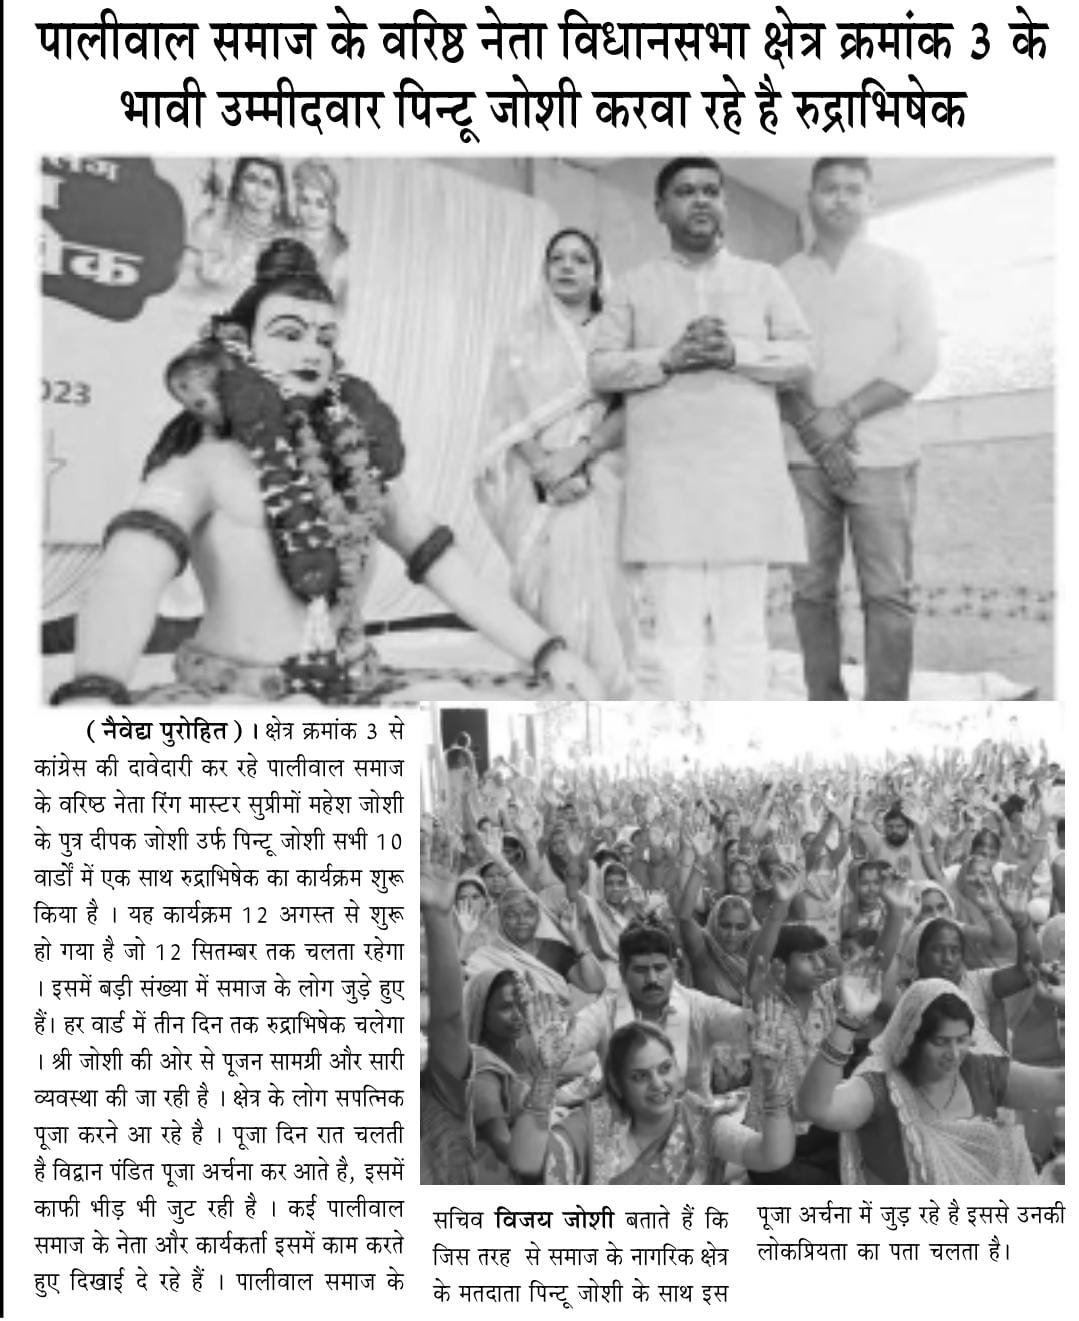 पालीवाल समाज के वरिष्ठ नेता विधानसभा क्षेत्र क्रमांक 3 के
भावी उम्मीदवार पिन्टू जोशी करवा रहे है रुद्राभिषेक
023
( नैवेद्य पुरोहित ) । क्षेत्र क्रमांक 3 से
कांग्रेस की दावेदारी कर रहे पालीवाल समाज
के वरिष्ठ नेता रिंग मास्टर सुप्रीमों महेश जोशी
के पुत्र दीपक जोशी उर्फ पिन्टू जोशी सभी 10
वार्डों में एक साथ रुद्राभिषेक का कार्यक्रम शुरू
किया है । यह कार्यक्रम 12 अगस्त से शुरू
हो गया है जो 12 सितम्बर तक चलता रहेगा
। इसमें बड़ी संख्या में समाज के लोग जुड़े हुए
हैं। हर वार्ड में तीन दिन तक रुद्राभिषेक चलेगा
। श्री जोशी की ओर से पूजन सामग्री और सारी
व्यवस्था की जा रही है । क्षेत्र के लोग सपत्निक
पूजा करने आ रहे है । पूजा दिन रात चलती
है विद्वान पंडित पूजा अर्चना कर आते है, इसमें
काफी भीड़ भी जुट रही है । कई पालीवाल
समाज के नेता और कार्यकर्ता इसमें काम करते
हुए दिखाई दे रहे हैं । पालीवाल समाज के
सचिव विजय जोशी बताते हैं कि
जिस तरह से समाज के नागरिक क्षेत्र
के मतदाता पिन्टू जोशी के साथ इस
पूजा अर्चना में जुड़ रहे है इससे उनकी
लोकप्रियता का पता चलता है।